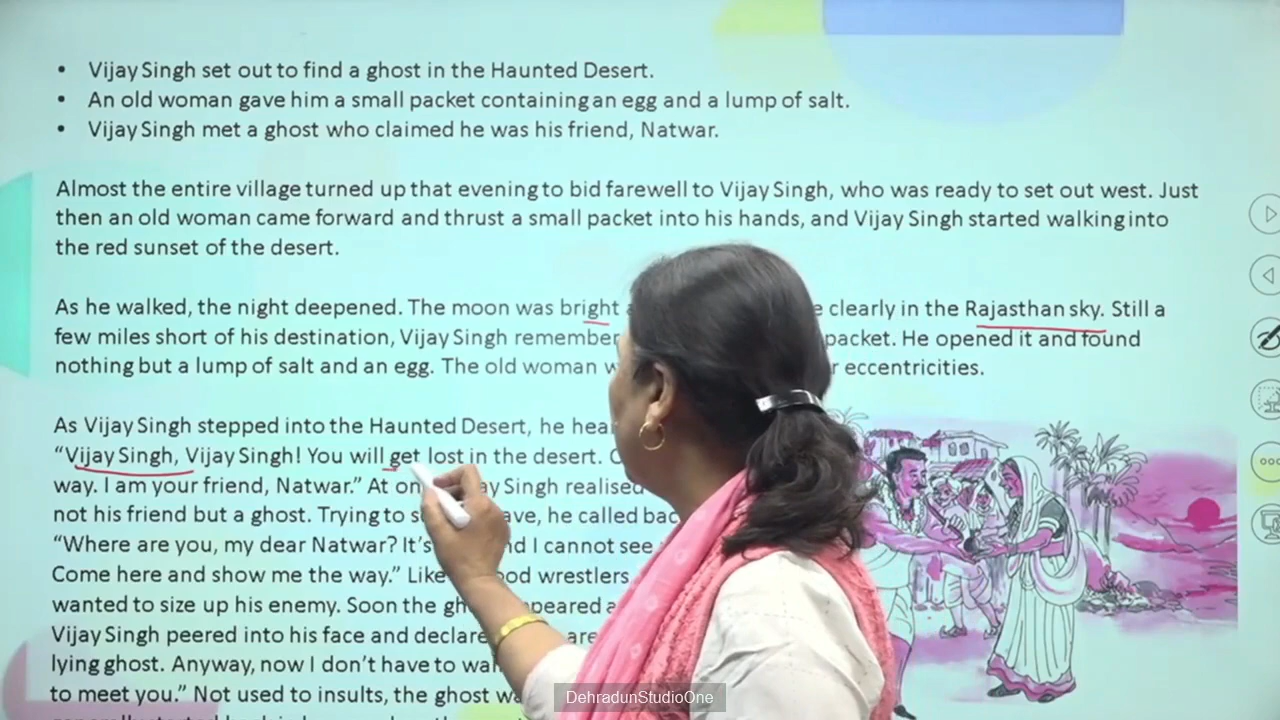 • Vijay Singh set out to find a ghost in the Haunted Desert.
• An old woman gave him a small packet containing an egg and a lump of salt.
• Vijay Singh met a ghost who claimed he was his friend, Natwar.
Almost the entire village turned up that evening to bid farewell to Vijay Singh, who was ready to set out west. Just
then an old woman came forward and thrust a small packet into his hands, and Vijay Singh started walking into
the red sunset of the desert.
As he walked, the night deepened. The moon was bright clearly in the Rajasthan sky. Still a
few miles short of his destination, Vijay Singh packet. He opened it and found
nothing but a lump of salt and an egg. The old woman eccentricities.
As Vijay Singh stepped into the Haunted Desert, he
“Vijay Singh, Vijay Singh! You will get lost in the desert.
way. I am your friend, Natwar.” At Singh realised
not his friend but a ghost. Trying to he called
“Where are you, my dear Natwar? It’s I cannot see
Come here and show me the way.” wrestlers
wanted to size up his enemy. Soon the
Vijay Singh peered into his face and
lying ghost. Anyway, now I don’t have to
to meet you.” Not used to insults, the ghost
DehradunStudioOne